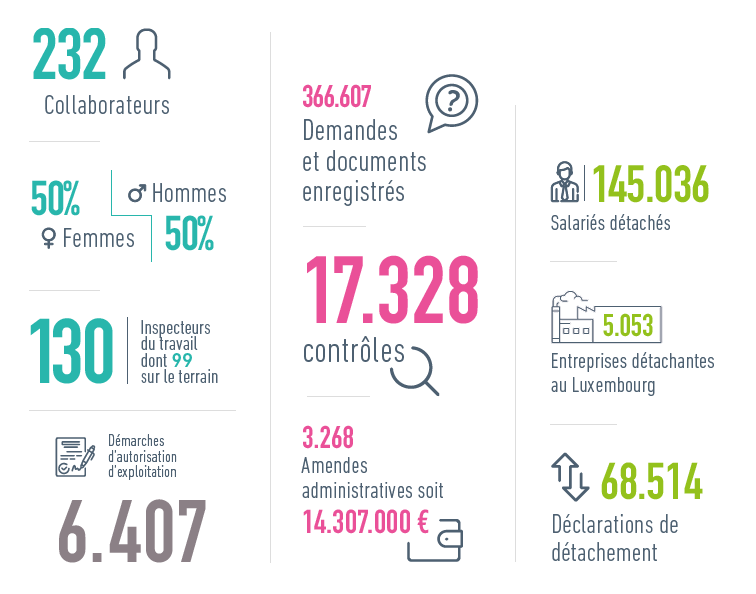 232
Collaborateurs
50%
Hommes
Femmes
50%
130
Inspecteurs
du travail
dont 99
sur le terrain
Démarches
d'autorisation
d'exploitation
6.407
366.607
?
Demandes
et documents
enregistrés
17.328
contrôles
3.268
Amendes
administratives soit
14.307.000 €
145.036
Salariés détachés
5.053
Entreprises détachantes
au Luxembourg
68.514
Déclarations de
détachement